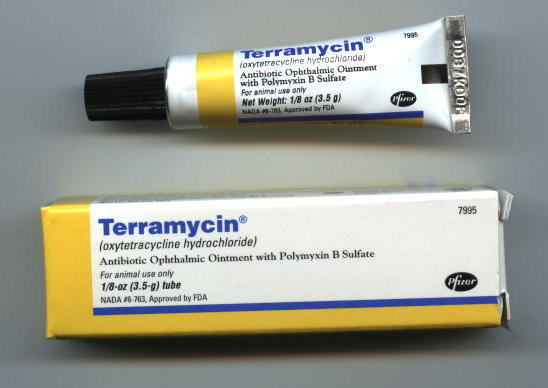 Terramycin®
7995
(oxytetracycline hydrochloride)
Antibiotic Ophthalmic Ointment
with Polymyxin B Sulfate
For animal use only
Net Weight: 1/8 oz (3.5 g)
NADA #8-763, Approved by FDA
Pfizer
Terramycin®
7995
(oxytetracycline hydrochloride)
Antibiotic Ophthalmic Ointment with Polymyxin B Sulfate
For animal use only
1/8-oz (3.5-g) tube
NADA #8-763, Approved by FDA
Pfizer